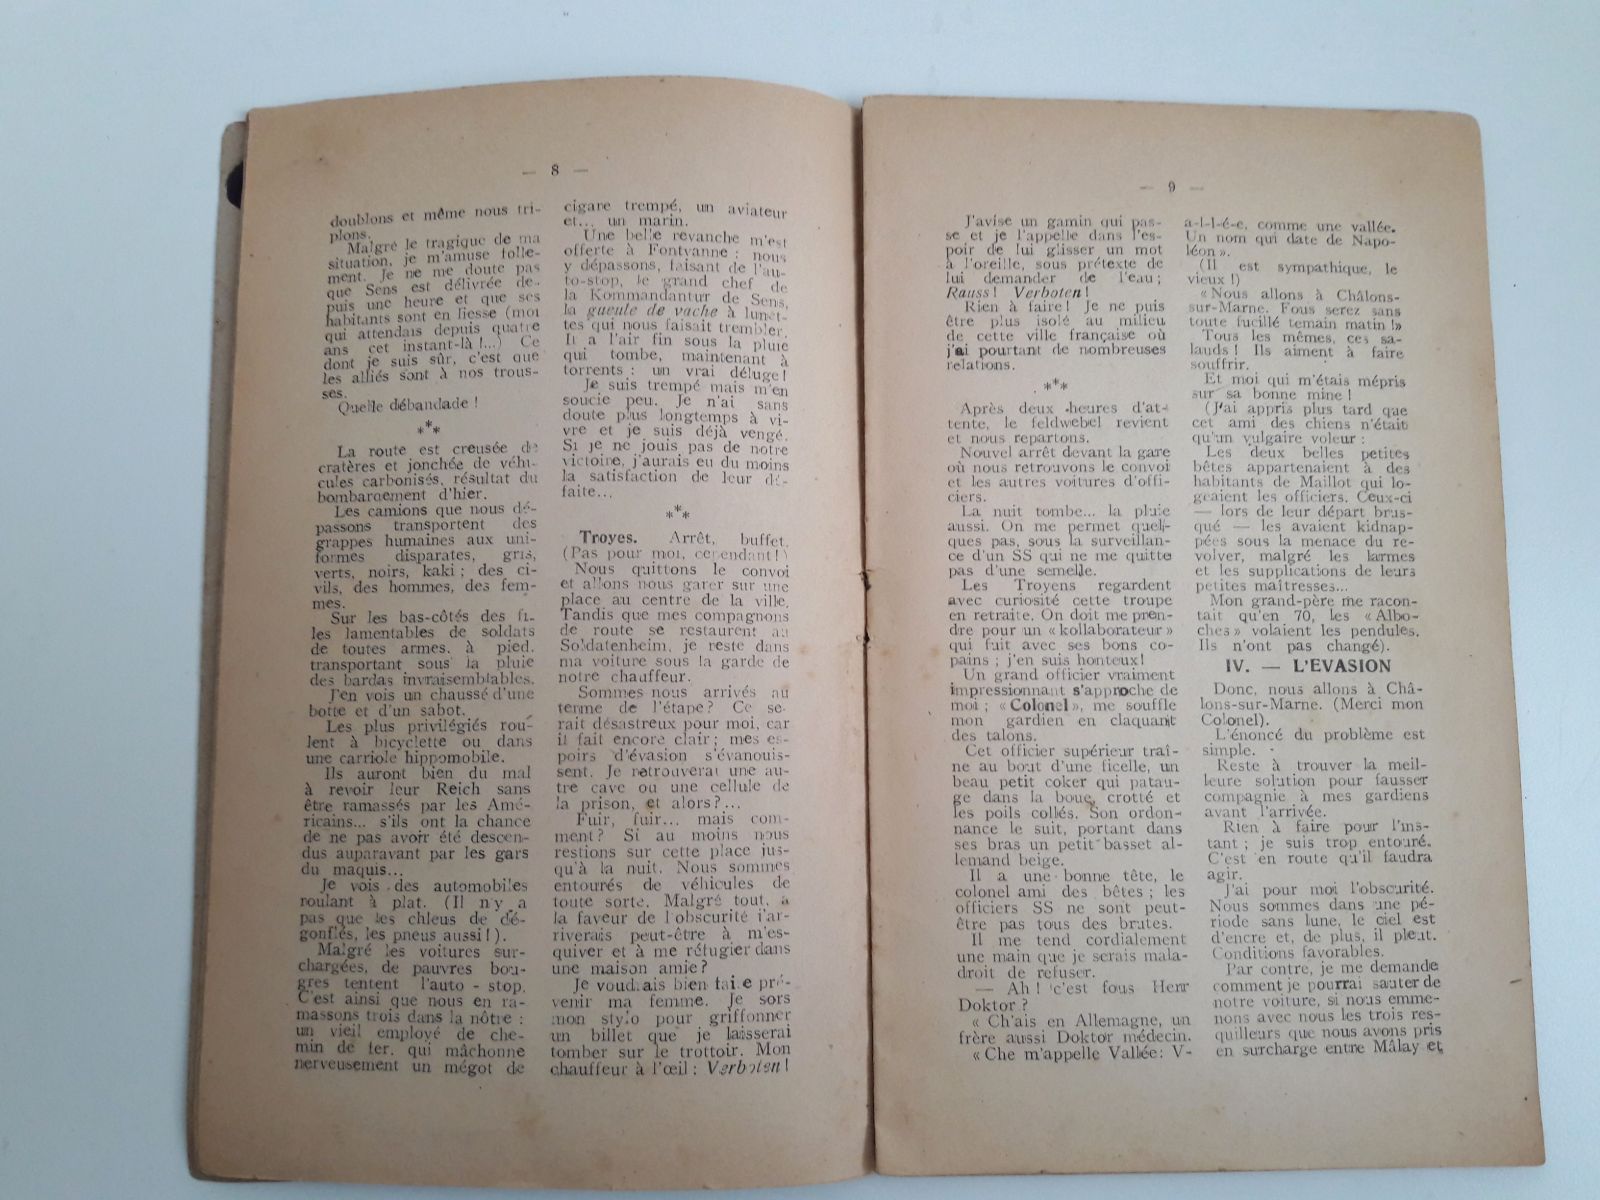 — 8 —
doublons et même nous tri-
plons.
Malgré le tragique de ma
situation, je m'amuse folle-
ment. Je ne me doute pas
que Sens est délivrée de-
puis une heure et que ses
habitants sont en liesse (moi
qui attendais depuis quatre
ans cet instant-là !...) Ce
dont je suis sûr, c'est que
les alliés sont à nos trous-
ses.
Quelle débandade !
***
La route est creusée de
cratères et jonchée de véhi-
cules carbonisés, résultat du
bombardement d'hier.
Les camions que nous dé-
passons transportent des
grappes humaines aux uni-
formes disparates, gris,
verts, noirs, kaki ; des ci-
vils, des hommes, des fem-
mes.
Sur les bas-côtés des fi-
les lamentables de soldats
de toutes armes, à pied,
transportant sous la pluie
des bardas invraisemblables.
J'en vois un chaussé d'une
botte et d'un sabot.
Les plus privilégiés rou-
lent à bicyclette ou dans
une carriole hippomobile.
Ils auront bien du mal
à revoir leur Reich sans
être ramassés par les Amé-
ricains... s'ils ont la chance
de ne pas avoir été descen-
dus auparavant par les gars
du maquis...
Je vois des automobiles
roulant à plat. (Il n'y a
pas que les chleus de dé-
gonflés, les pneus aussi !).
Malgré les voitures sur-
chargées, de pauvres bou-
gres tentent l'auto - stop.
C'est ainsi que nous en ra-
massons trois dans la nôtre :
un vieil employé de che-
min de fer, qui mâchonne
nerveusement un mégot de
cigare trempé, un aviateur
et... un marin.
Une belle revanche m'est
offerte à Fontvanne : nous
y dépassons, faisant de l'au-
to-stop, le grand chef de
la Kommandantur de Sens,
la gueule de vache à lunet-
tes qui nous faisait trembler.
Il a l'air fin sous la pluie
qui tombe, maintenant à
torrents : un vrai déluge !
Je suis trempé mais m'en
soucie peu. Je n'ai sans
doute plus longtemps à vi-
vre et je suis déjà vengé.
Si je ne jouis pas de notre
victoire, j'aurais eu du moins
la satisfaction de leur dé-
faite...
***
Troyes. Arrêt, buffet.
(Pas pour moi, cependant !)
Nous quittons le convoi
et allons nous garer sur une
place au centre de la ville.
Tandis que mes compagnons
de route se restaurent au
Soldatenheim, je reste dans
ma voiture sous la garde de
notre chauffeur.
Sommes-nous arrivés au
terme de l'étape ? Ce se-
rait désastreux pour moi, car
il fait encore clair ; mes es-
poirs d'évasion s'évanouis-
sent. Je retrouverai une au-
tre cave ou une cellule de
la prison, et alors ?...
Fuir, fuir... mais com-
ment ? Si au moins nous
restions sur cette place jus-
qu'à la nuit. Nous sommes
entourés de véhicules de
toute sorte. Malgré tout, à
la faveur de l'obscurité j'ar-
riverais peut-être à m'es-
quiver et à me réfugier dans
une maison amie ?
Je voudrais bien faire pré-
venir ma femme. Je sors
mon stylo pour griffonner
un billet que je laisserai
tomber sur le trottoir. Mon
chauffeur à l'œil : Verboten !
— 9 —
J'avise un gamin qui pas-
se et je l'appelle dans l'es-
poir de lui glisser un mot
à l'oreille, sous prétexte de
lui demander de l'eau ;
Rauss ! Verboten !
Rien à faire ! Je ne puis
être plus isolé au milieu
de cette ville française où
j'ai pourtant de nombreuses
relations.
***
Après deux heures d'at-
tente, le feldwebel revient
et nous repartons.
Nouvel arrêt devant la gare
où nous retrouvons le convoi
et les autres voitures d'offi-
ciers.
La nuit tombe... la pluie
aussi. On me permet quel-
ques pas, sous la surveillan-
ce d'un SS qui ne me quitte
pas d'une semelle.
Les Troyens regardent
avec curiosité cette troupe
en retraite. On doit me pren-
dre pour un « kollaborateur »
qui fuit avec ses bons co-
pains ; j'en suis honteux !
Un grand officier vraiment
impressionnant s'approche de
moi ; « Colonel », me souffle
mon gardien en claquant
des talons.
Cet officier supérieur traî-
ne au bout d'une ficelle, un
beau petit coker qui patau-
ge dans la boue, crotté et
les poils collés. Son ordon-
nance le suit, portant dans
ses bras un petit basset al-
lemand beige.
Il a une bonne tête, le
colonel ami des bêtes ; les
officiers SS ne sont peut-
être pas tous des brutes.
Il me tend cordialement
une main que je serais mala-
droit de refuser.
— Ah ! c'est fous Herr
Doktor ?
« Ch'ais en Allemagne, un
frère aussi Doktor médecin.
« Che m'appelle Vallée : V-
a-l-l-é-e, comme une vallée.
Un nom qui date de Napo-
léon ».
(Il est sympathique, le
vieux !)
« Nous allons à Châlons-
sur-Marne. Fous serez sans
toute fucillé temain matin !»
Tous les mêmes, ces sa-
lauds ! Ils aiment à faire
souffrir.
Et moi qui m'étais mépris
sur sa bonne mine !
(J'ai appris plus tard que
cet ami des chiens n'était
qu'un vulgaire voleur :
Les deux belles petites
bêtes appartenaient à des
habitants de Maillot qui lo-
geaient les officiers. Ceux-ci
— lors de leur départ brus-
qué — les avaient kidnap-
pées sous la menace du re-
volver, malgré les larmes
et les supplications de leurs
petites maîtresses...
Mon grand-père me racon-
tait qu'en 70, les « Albo-
ches » volaient les pendules.
Ils n'ont pas changé).
IV. — L'EVASION
Donc, nous allons à Châ-
lons-sur-Marne. (Merci mon
Colonel).
L'énoncé du problème est
simple.
Reste à trouver la meil-
leure solution pour fausser
compagnie à mes gardiens
avant l'arrivée.
Rien à faire pour l'ins-
tant ; je suis trop entouré.
C'est en route qu'il faudra
agir.
J'ai pour moi l'obscurité.
Nous sommes dans une pé-
riode sans lune, le ciel est
d'encre et, de plus, il pleut.
Conditions favorables.
Par contre, je me demande
comment je pourrai sauter de
notre voiture, si nous emme-
nons avec nous les trois res-
quilleurs que nous avons pris
en surcharge entre Mâlay et